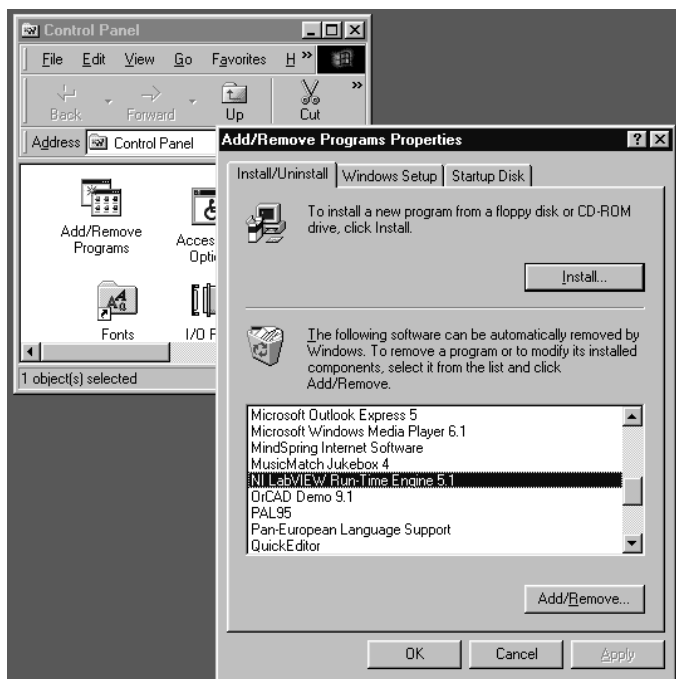 Control Panel
File Edit View Go Favorites H »
Back Forward Up Cut »
Address Control Panel
Add/Remove
Programs
Acces
Opti
Fonts
I/O F
1 object(s) selected
Add/Remove Programs Properties
Install/Uninstall Windows Setup Startup Disk
To install a new program from a floppy disk or CD-ROM
drive, click Install.
Install...
The following software can be automatically removed by
Windows. To remove a program or to modify its installed
components, select it from the list and click
Add/Remove.
Microsoft Outlook Express 5
Microsoft Windows Media Player 6.1
MindSpring Internet Software
MusicMatch Jukebox 4
NI LabVIEW Run-Time Engine 5.1
OrCAD Demo 9.1
PAL95
Pan-European Language Support
QuickEditor
Add/Remove...
OK Cancel Apply